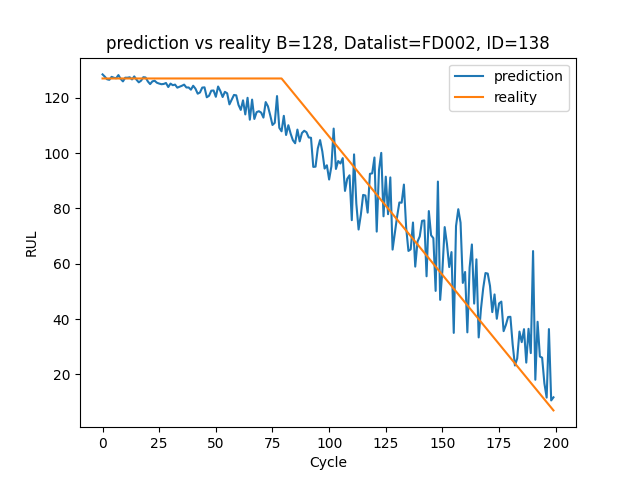 prediction vs reality B=128, Datalist=FD002, ID=138
prediction
reality
120
100
80
60
40
20
RUL
0 25 50 75 100 125 150 175 200
Cycle